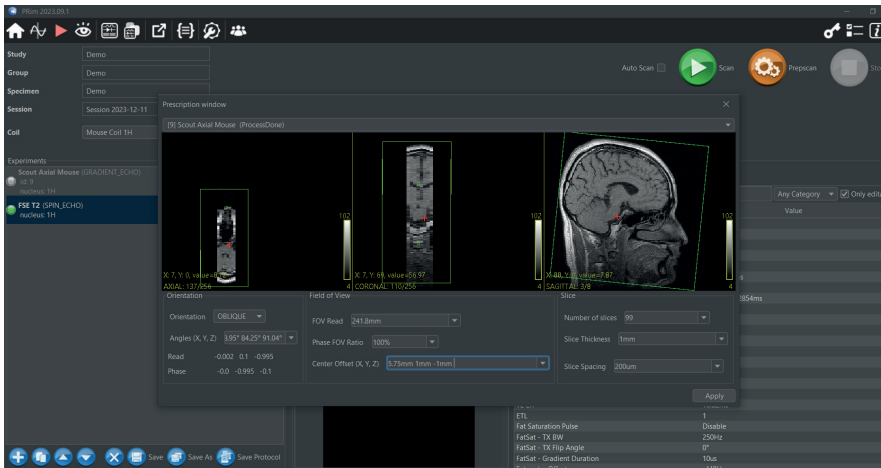 PRim 2023.09.1
Study Demo
Group Demo
Specimen Demo
Session Session 2023-12-11
Coil Mouse Coil 1H
Auto Scan
Scan
Prepscan
Sto
Experiments
Scout Axial Mouse (GRADIENT_ECHO)
id: 9
nucleus: 1H
FSE T2 (SPIN_ECHO)
nucleus: 1H
Prescription window
[9] Scout Axial Mouse (ProcessDone)
102
4
X: 7, Y: 0, value=
AXIAL: 137/256
102
4
X: 7, Y: 69, value=56.97
CORONAL: 110/256
102
4
SAGITTAL: 3/8
Orientation
Orientation OBLIQUE
Angles (X, Y, Z) 3.95° 84.25° 91.04°
Read -0.002 0.1 -0.995
Phase -0.0 -0.995 -0.1
Field of View
FOV Read 241.8mm
Phase FOV Ratio 100%
Center Offset (X, Y, Z) 5.75mm 1mm -1mm
Slice
Number of slices 99
Slice Thickness 1mm
Slice Spacing 200um
Apply
Any Category
Only edita
Value
2854ms
ETL 1
Fat Saturation Pulse Disable
FatSat - TX BW 250Hz
FatSat - TX Flip Angle 0°
FatSat - Gradient Duration 10us
Save
Save As
Save Protocol